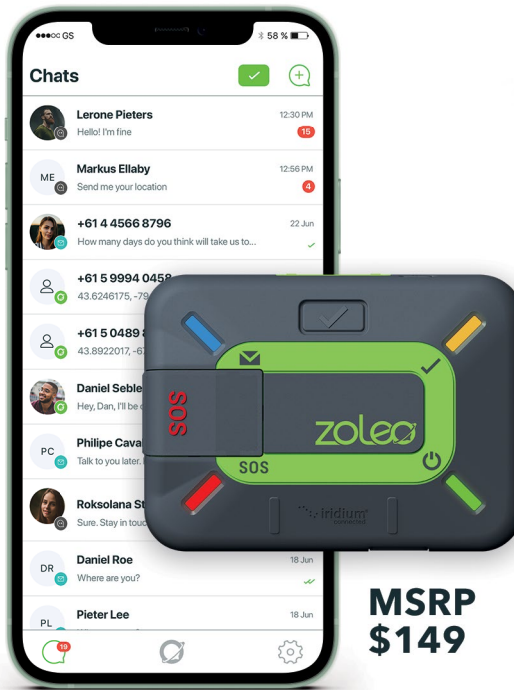 GS
58 %
Chats
Lerone Pieters
12:30 PM
Hello! I'm fine
15
ME
Markus Ellaby
12:56 PM
Send me your location
4
+61 4 4566 8796
22 Jun
How many days do you think will take us to...
+61 5 9994 0458
43.6246175, -79
+61 5 0489
43.8922017, -6
Daniel Seble
Hey, Dan, I'll be
PC
Philipe Cava
Talk to you later.
Roksolana St
Sure. Stay in touc
DR
Daniel Roe
18 Jun
Where are you?
PL
Pieter Lee
18 Jun
19
SOS
zoleo
SOS
iridium
connected
MSRP
$149